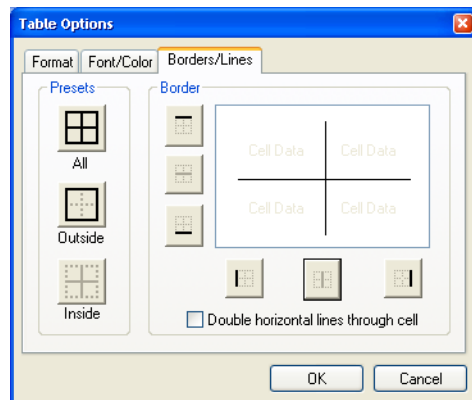 Table Options
Format Font/Color Borders/Lines
Presets
All
Outside
Inside
Border
Cell Data Cell Data
Cell Data Cell Data
Double horizontal lines through cell
OK Cancel